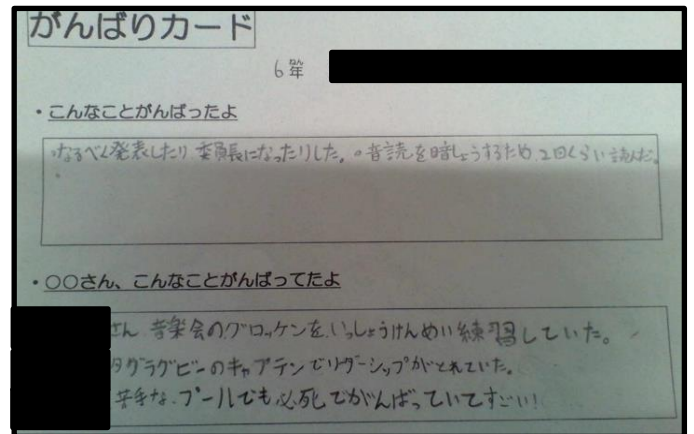 がんばりカード
6年
・こんなことがんばったよ
・なるべく発表したり、委員長になったりした。・音読を暗しょうするため、2回くらい読んだ。
・○○さん、こんなことがんばってたよ
さん 音楽会のグロッケンを、いっしょうけんめい練習していた。
タグラグビーのキャプテンでリーダーシップがとれていた。
苦手な、プールでも必死でがんばっていてすごい!